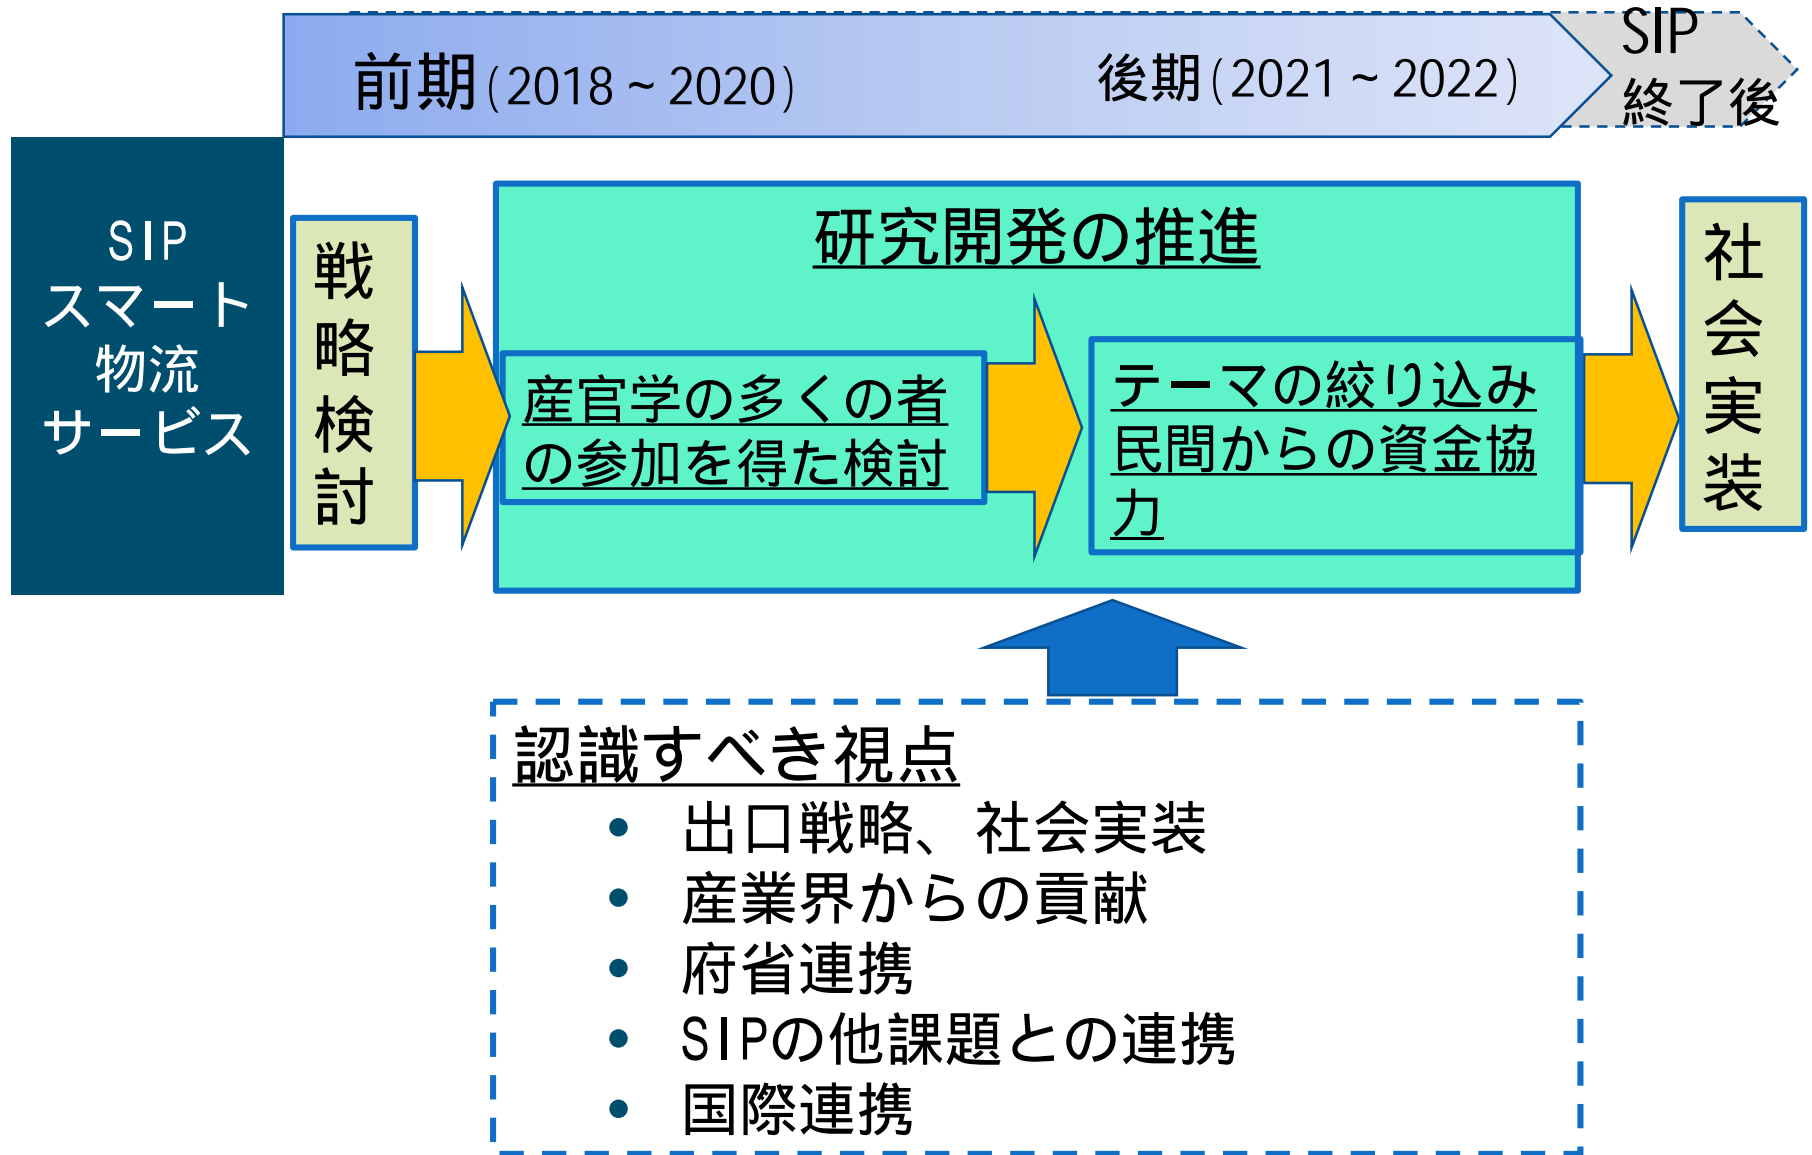 前期(2018～2020)
後期(2021～2022)
SIP
終了後
SIP
スマート
物流
サービス
戦
略
検
討
研究開発の推進
産官学の多くの者
の参加を得た検討
テーマの絞り込み
民間からの資金協
力
社
会
実
装
認識すべき視点
• 出口戦略、社会実装
• 産業界からの貢献
• 府省連携
• SIPの他課題との連携
• 国際連携